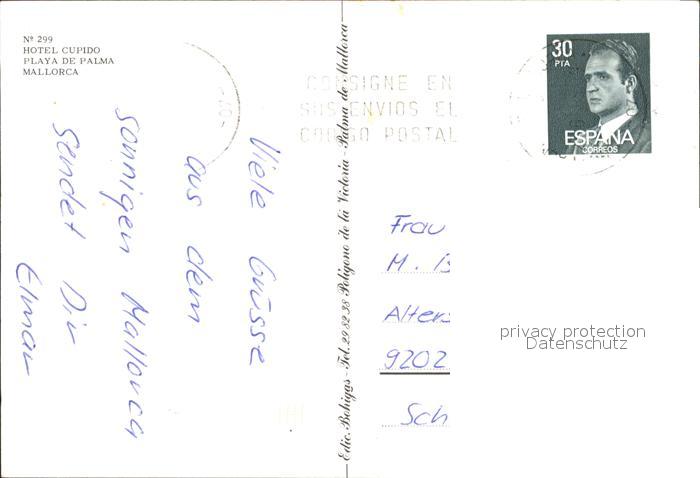 Nº 299
HOTEL CUPIDO
PLAYA DE PALMA
MALLORCA
Viele Grüsse
aus dem
sonnigen Mallorca
sendet Dir
Elmar
Edic. Bohigas - Tel. 29 82 38 Polígono de la Victoria - Palma de Mallorca
CONSIGNE EN
SUS ENVIOS EL
CODIGO POSTAL
30
PTA
ESPAÑA
CORREOS
Frau
M. B
Alters
9202
Sch
privacy protection
Datenschutz